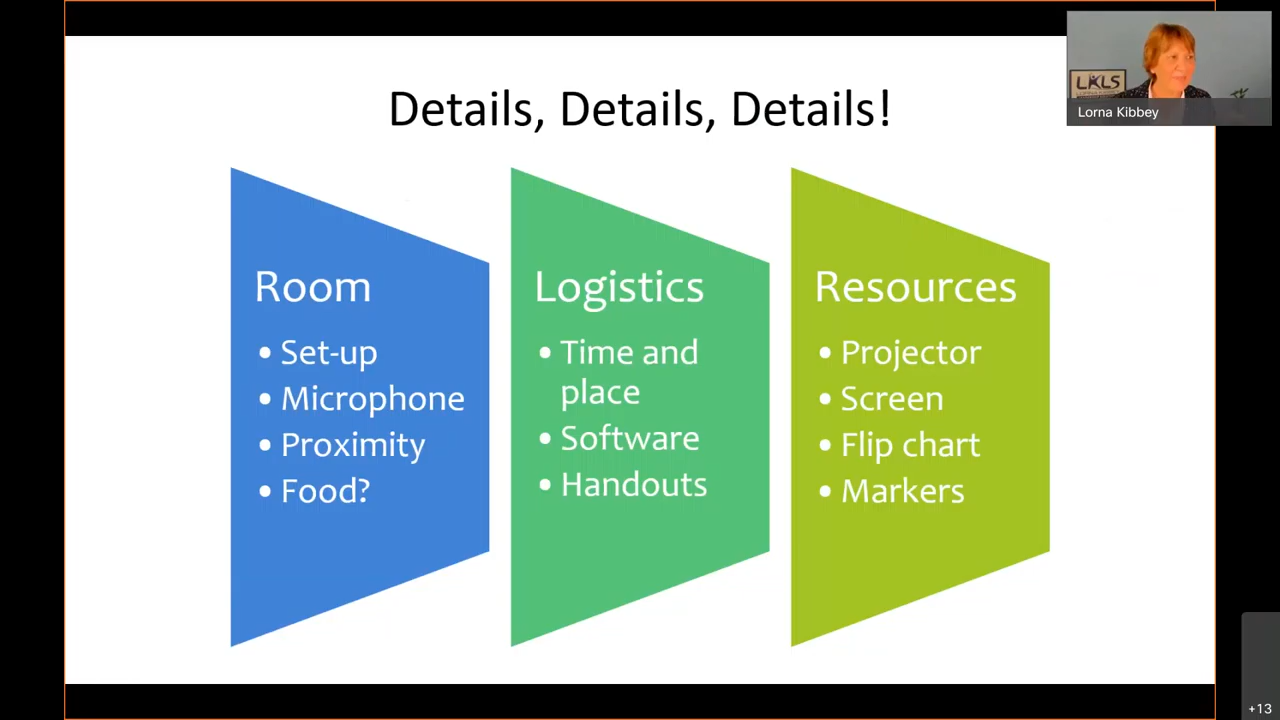 Details, Details, Details!
LKLS
Lorna Kibbey
Room
• Set-up
• Microphone
• Proximity
• Food?
Logistics
• Time and
place
• Software
• Handouts
Resources
• Projector
• Screen
• Flip chart
• Markers
+13